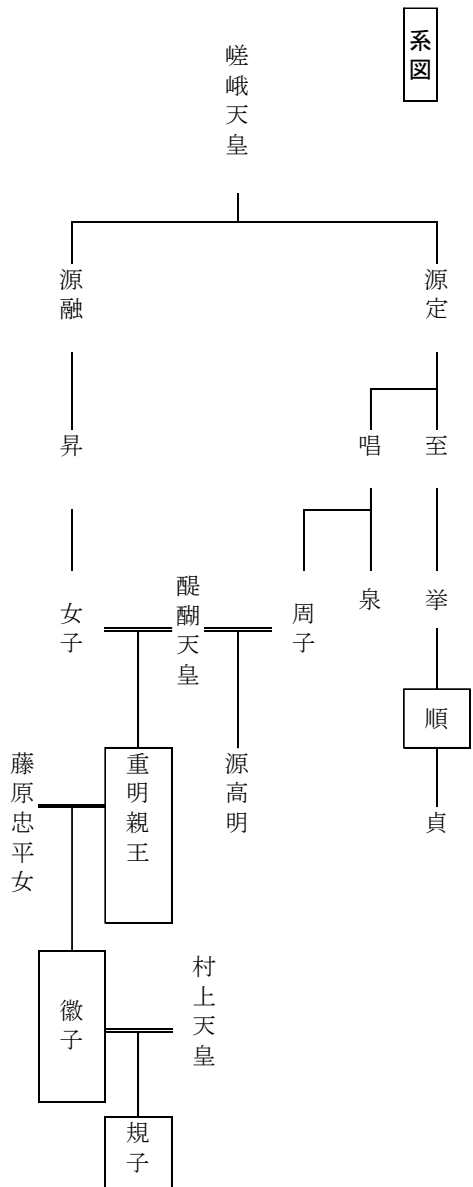 系図
嵯峨天皇
源定
源融
至
唱
昇
挙
泉
周子
醍醐天皇
女子
順
源高明
重明親王
藤原忠平女
貞
村上天皇
徽子
規子